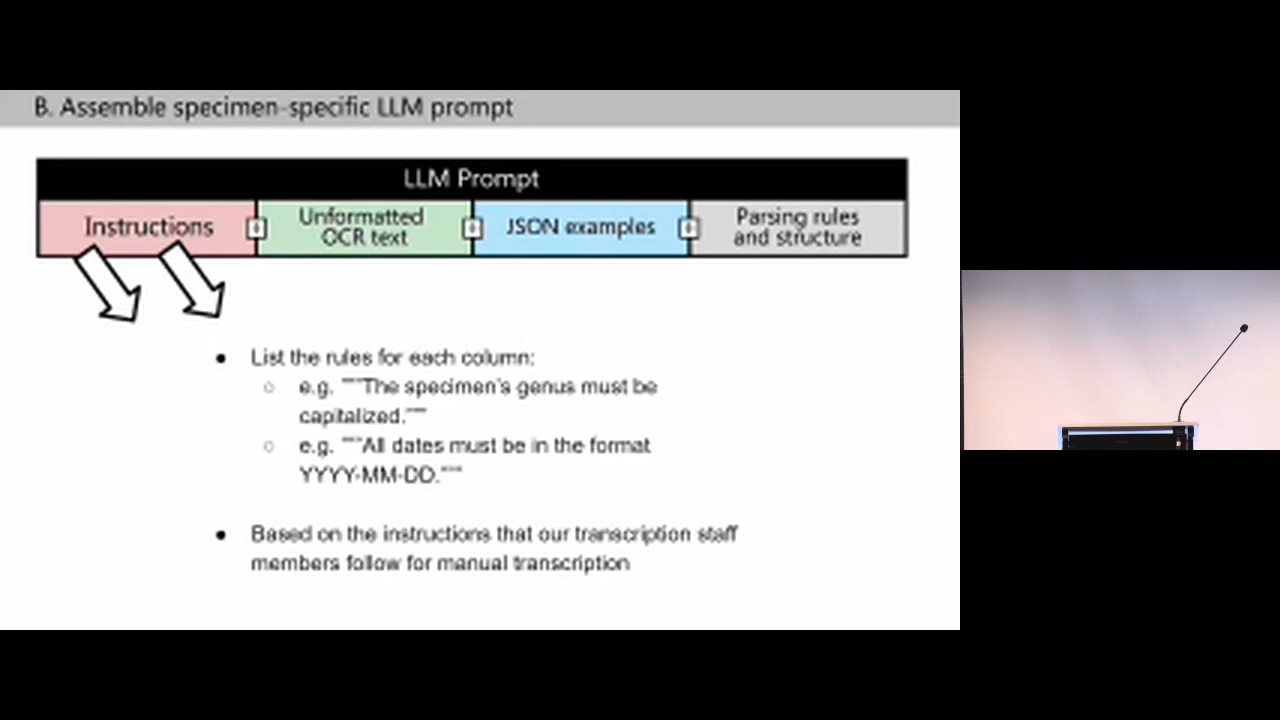 B. Assemble specimen-specific LLM prompt
LLM Prompt
Instructions
+
Unformatted
OCR text
+
JSON examples
+
Parsing rules
and structure
● List the rules for each column:
○ e.g. """The specimen's genus must be
capitalized."""
○ e.g. """All dates must be in the format
YYYY-MM-DD."""
● Based on the instructions that our transcription staff
members follow for manual transcription